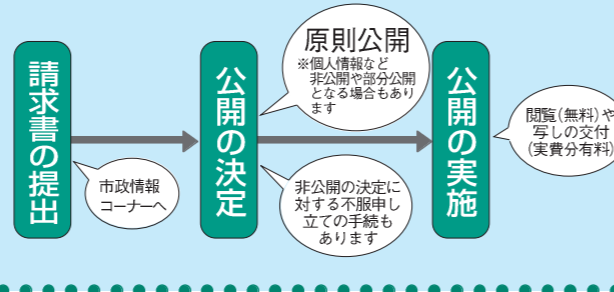 請求書の提出
市政情報
コーナーへ
公開の決定
原則公開
※個人情報など
非公開や部分公開
となる場合もあり
ます
非公開の決定に
対する不服申し
立ての手続も
あります
公開の実施
閲覧(無料)や
写しの交付
(実費分有料)